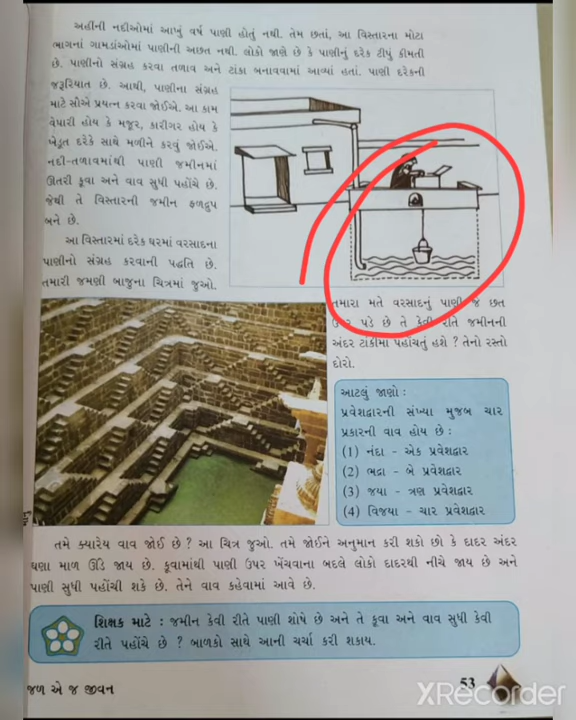 અહીંની નદીઓમાં આખું વર્ષ પાણી હોતું નથી. તેમ છતાં, આ વિસ્તારના મોટા
ભાગનાં ગામડાંઓમાં પાણીની અછત નથી. લોકો જાણે છે કે પાણીનું દરેક ટીપું કીમતી
છે. પાણીનો સંગ્રહ કરવા તળાવ અને ટાંકા બનાવવામાં આવ્યાં હતાં. પાણી દરેકની
જરૂરિયાત છે. આથી, પાણીના સંગ્રહ
માટે સૌએ પ્રયત્ન કરવા જોઈએ. આ કામ
વેપારી હોય કે મજૂર, કારીગર હોય કે
ખેડૂત દરેકે સાથે મળીને કરવું જોઈએ.
નદી-તળાવમાંથી પાણી જમીનમાં
ઊતરી કૂવા અને વાવ સુધી પહોંચે છે.
જેથી તે વિસ્તારની જમીન ફળદ્રુપ
બને છે.
આ વિસ્તારમાં દરેક ઘરમાં વરસાદના
પાણીનો સંગ્રહ કરવાની પદ્ધતિ છે.
તમારી જમણી બાજુના ચિત્રમાં જુઓ.
તમારા મતે વરસાદનું પાણી જે છત
ઉપર પડે છે તે કેવી રીતે જમીનની
અંદર ટાંકીમાં પહોંચતું હશે ? તેનો રસ્તો
દોરો.
આટલું જાણો :
પ્રવેશદ્વારની સંખ્યા મુજબ ચાર
પ્રકારની વાવ હોય છે :
(1) નંદા - એક પ્રવેશદ્વાર
(2) ભદ્રા - બે પ્રવેશદ્વાર
(3) જયા - ત્રણ પ્રવેશદ્વાર
(4) વિજયા - ચાર પ્રવેશદ્વાર
તમે ક્યારેય વાવ જોઈ છે ? આ ચિત્ર જુઓ. તમે જોઈને અનુમાન કરી શકો છો કે દાદર અંદર
ઘણા માળ ઊંડે જાય છે. કૂવામાંથી પાણી ઉપર ખેંચવાના બદલે લોકો દાદરથી નીચે જાય છે અને
પાણી સુધી પહોંચી શકે છે. તેને વાવ કહેવામાં આવે છે.
શિક્ષક માટે : જમીન કેવી રીતે પાણી શોષે છે અને તે કૂવા અને વાવ સુધી કેવી
રીતે પહોંચે છે ? બાળકો સાથે આની ચર્ચા કરી શકાય.
જળ એ જ જીવન
53
XRecorder